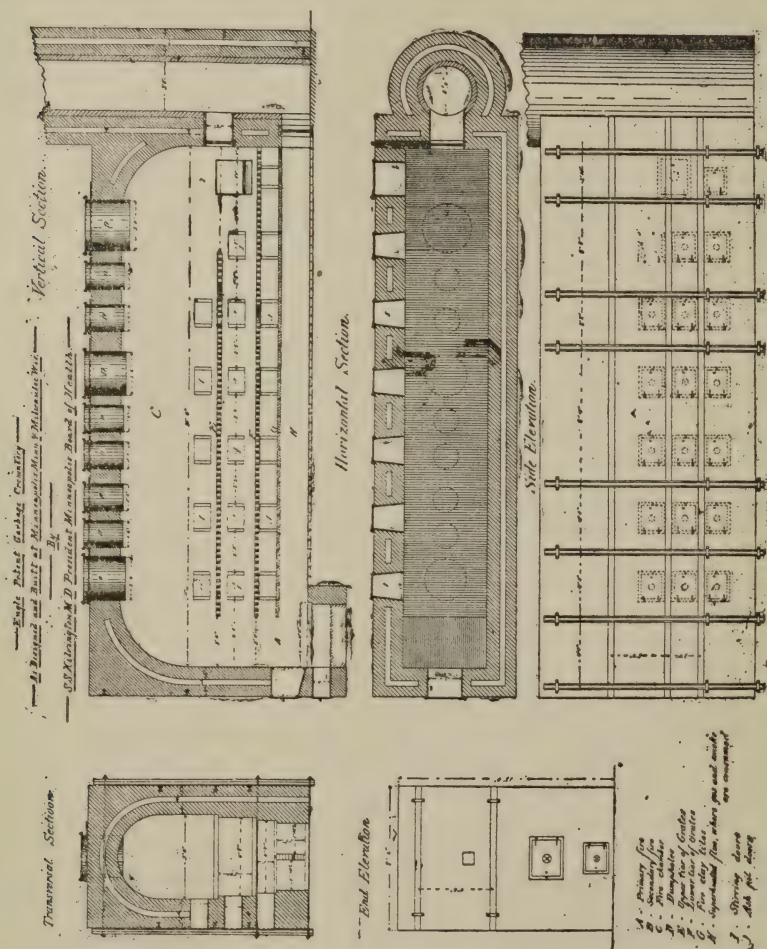 Engle Patent Garbage Crematory
As Designed and Built at Minneapolis Minn & Milwaukee Wis.
By
S.S. Kilvington M.D President Minneapolis Board of Health
Vertical Section.
C
H
A
Horizontal Section.
Side Elevation
Transversal Section
End Elevation
A - Primary fire
B - Secondary fire
C - Fire chamber
D - Dumpholes
E - Upper tier of Grates
F - Lower tier of Grates
G - Fire clay tiles
H - Superheated flue, where gas and smoke
are consumed
I - Stirring doors
J - Ash pit doors